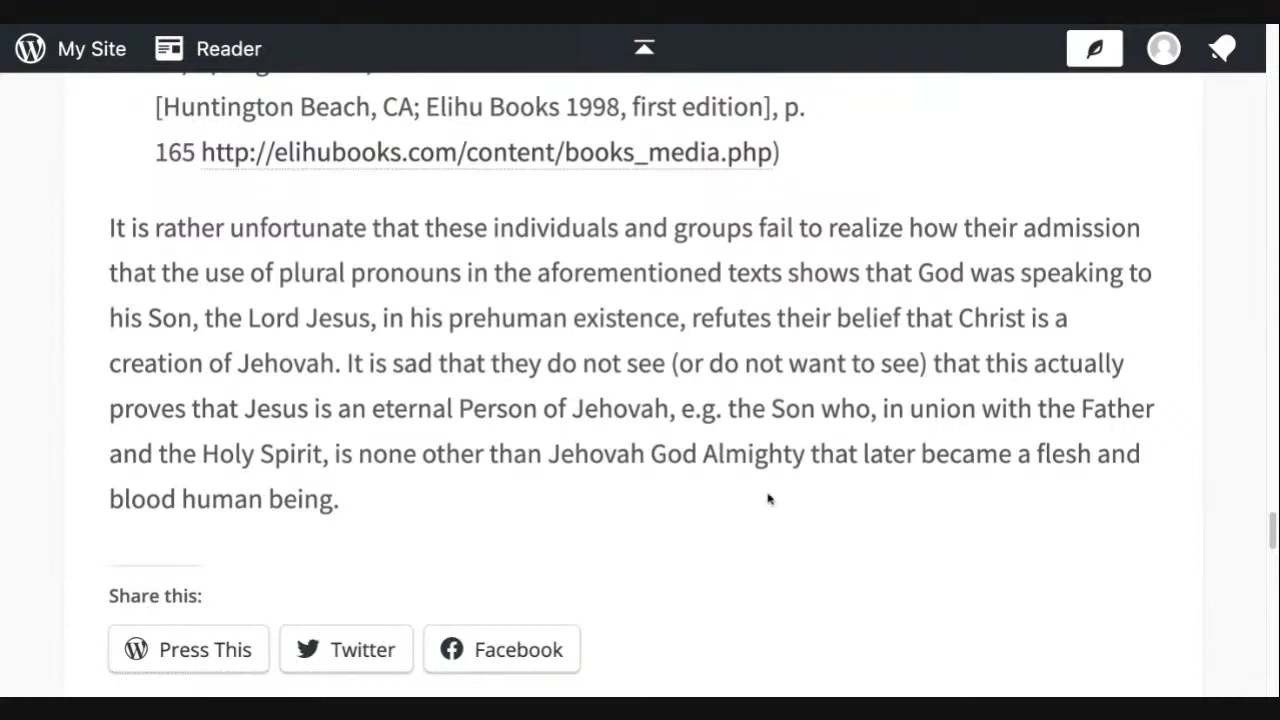 My Site
Reader
[Huntington Beach, CA; Elihu Books 1998, first edition], p.
165 http://elihubooks.com/content/books_media.php)
It is rather unfortunate that these individuals and groups fail to realize how their admission
that the use of plural pronouns in the aforementioned texts shows that God was speaking to
his Son, the Lord Jesus, in his prehuman existence, refutes their belief that Christ is a
creation of Jehovah. It is sad that they do not see (or do not want to see) that this actually
proves that Jesus is an eternal Person of Jehovah, e.g. the Son who, in union with the Father
and the Holy Spirit, is none other than Jehovah God Almighty that later became a flesh and
blood human being.
Share this:
Press This
Twitter
Facebook